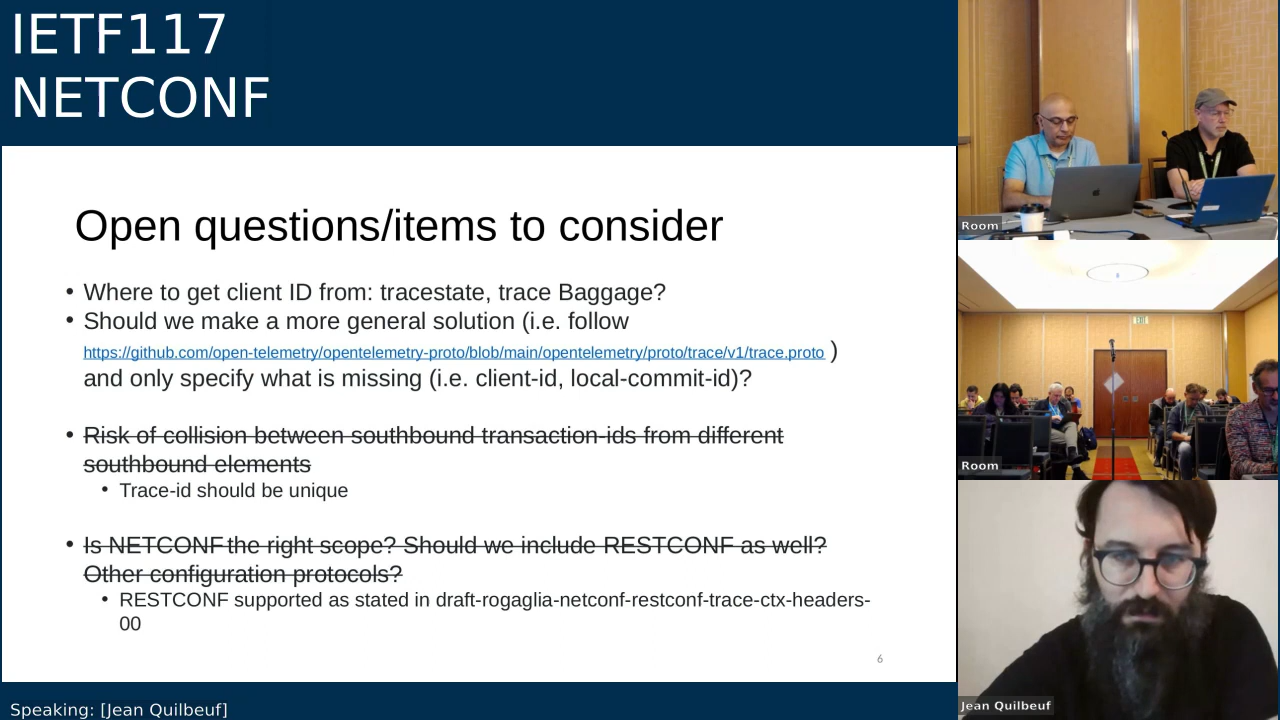 IETF117
NETCONF
Open questions/items to consider
• Where to get client ID from: tracestate, trace Baggage?
• Should we make a more general solution (i.e. follow
https://github.com/open-telemetry/opentelemetry-proto/blob/main/opentelemetry/proto/trace/v1/trace.proto )
and only specify what is missing (i.e. client-id, local-commit-id)?
• Risk of collision between southbound transaction-ids from different
southbound elements
• Trace-id should be unique
• Is NETCONF the right scope? Should we include RESTCONF as well?
Other configuration protocols?
• RESTCONF supported as stated in draft-rogaglia-netconf-restconf-trace-ctx-headers-
00
6
Speaking: [Jean Quilbeuf]
Room
EXIT
Room
Jean Quilbeuf